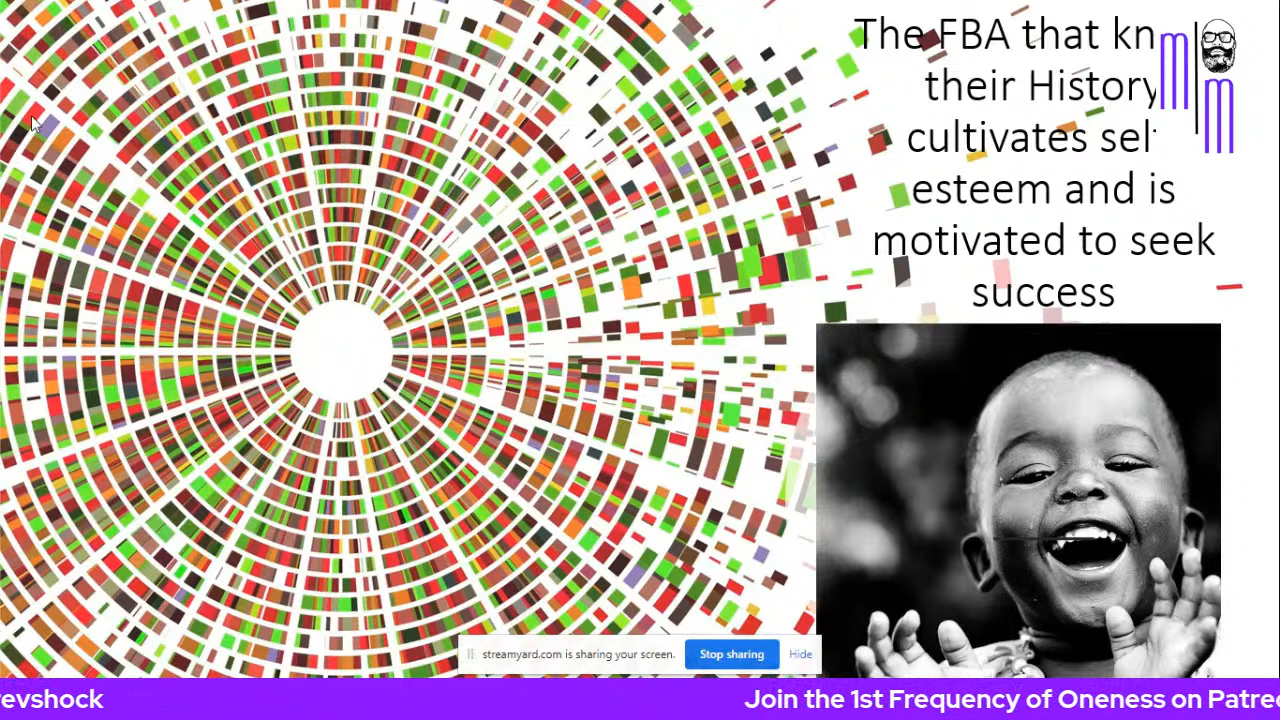 The FBA that kn
their History
cultivates sel
esteem and is
motivated to seek
success
streamyard.com is sharing your screen.
Stop sharing
Hide
revshock
Join the 1st Frequency of Oneness on Patre